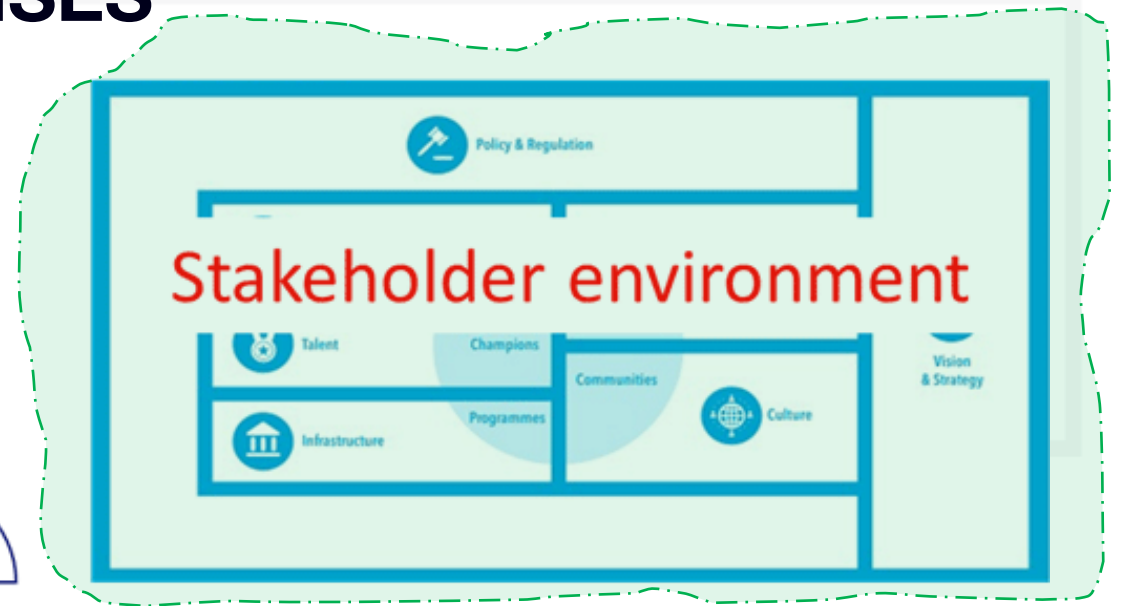 Policy & Regulation
Stakeholder environment
Talent
Champions
Communities
Vision
& Strategy
Programmes
Culture
Infrastructure